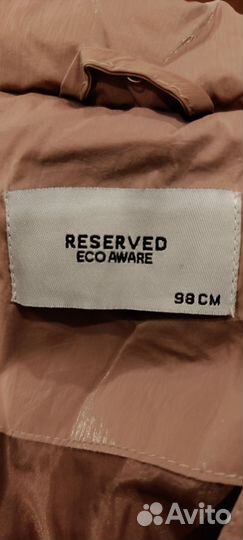 RESERVED
ECO AWARE
98 CM
Avito